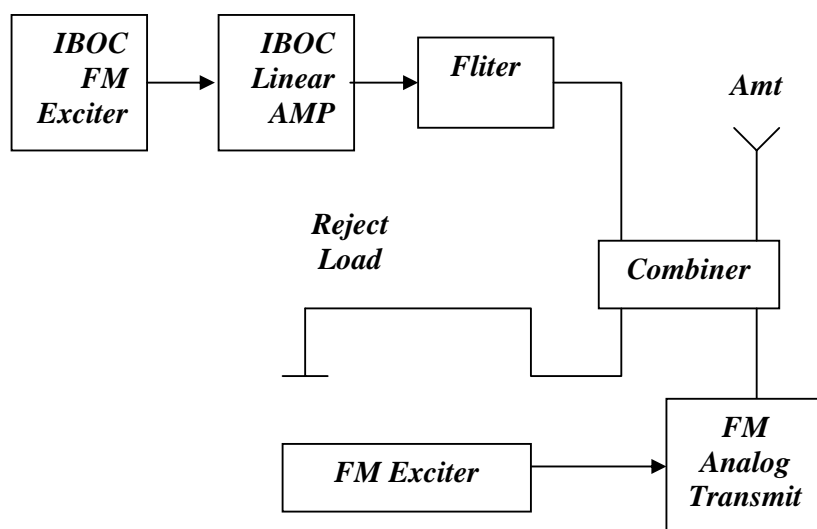 IBOC
FM
Exciter
IBOC
Linear
AMP
Fliter
Amt
Reject
Load
Combiner
FM Exciter
FM
Analog
Transmit